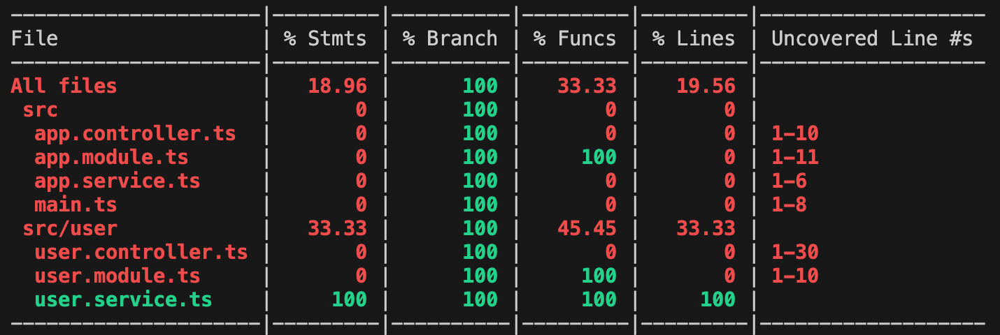 -----------------------|----------|-----------|----------|----------|---------------------
File                   | % Stmts | % Branch | % Funcs | % Lines | Uncovered Line #s
-----------------------|----------|-----------|----------|----------|---------------------
All files              |   18.96 |      100 |   33.33 |   19.56 |
 src                   |       0 |      100 |       0 |       0 |
  app.controller.ts    |       0 |      100 |       0 |       0 | 1-10
  app.module.ts        |       0 |      100 |     100 |       0 | 1-11
  app.service.ts       |       0 |      100 |       0 |       0 | 1-6
  main.ts              |       0 |      100 |       0 |       0 | 1-8
 src/user              |   33.33 |      100 |   45.45 |   33.33 |
  user.controller.ts   |       0 |      100 |       0 |       0 | 1-30
  user.module.ts       |       0 |      100 |     100 |       0 | 1-10
  user.service.ts      |     100 |      100 |     100 |     100 |
-----------------------|----------|-----------|----------|----------|---------------------